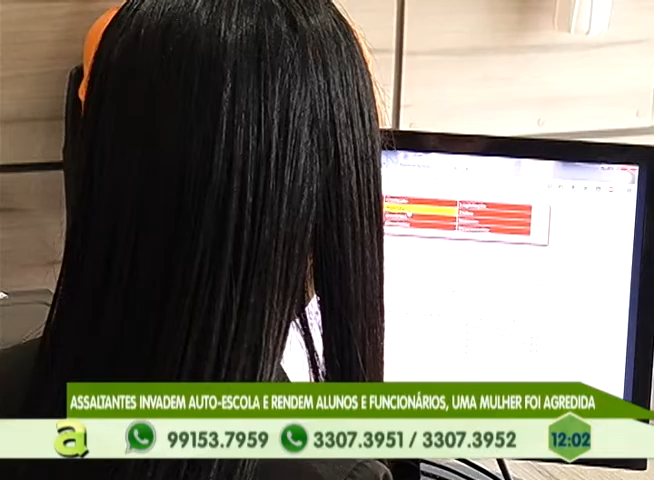 ASSALTANTES INVADEM AUTO-ESCOLA E RENDEM ALUNOS E FUNCIONÁRIOS, UMA MULHER FOI AGREDIDA
a 99153.7959 3307.3951 / 3307.3952 12:02